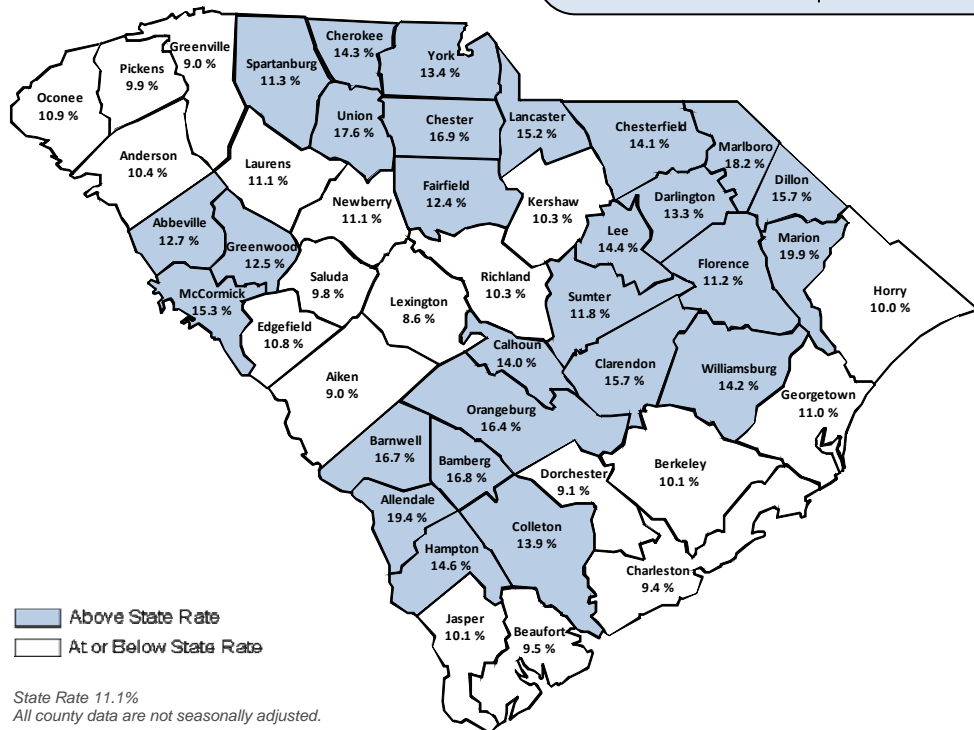 Greenville
9.0 %
Cherokee
14.3 %
York
13.4 %
Pickens
9.9 %
Spartanburg
11.3 %
Oconee
10.9 %
Union
17.6 %
Chester
16.9 %
Lancaster
15.2 %
Chesterfield
14.1 %
Marlboro
18.2 %
Anderson
10.4 %
Laurens
11.1 %
Dillon
15.7 %
Newberry
11.1 %
Fairfield
12.4 %
Kershaw
10.3 %
Darlington
13.3 %
Abbeville
12.7 %
Greenwood
12.5 %
Lee
14.4 %
Marion
19.9 %
Saluda
9.8 %
Richland
10.3 %
Florence
11.2 %
McCormick
15.3 %
Lexington
8.6 %
Sumter
11.8 %
Horry
10.0 %
Edgefield
10.8 %
Calhoun
14.0 %
Clarendon
15.7 %
Williamsburg
14.2 %
Aiken
9.0 %
Georgetown
11.0 %
Orangeburg
16.4 %
Barnwell
16.7 %
Bamberg
16.8 %
Dorchester
9.1 %
Berkeley
10.1 %
Allendale
19.4 %
Colleton
13.9 %
Hampton
14.6 %
Charleston
9.4 %
Jasper
10.1 %
Beaufort
9.5 %
Above State Rate
At or Below State Rate
State Rate 11.1%
All county data are not seasonally adjusted.